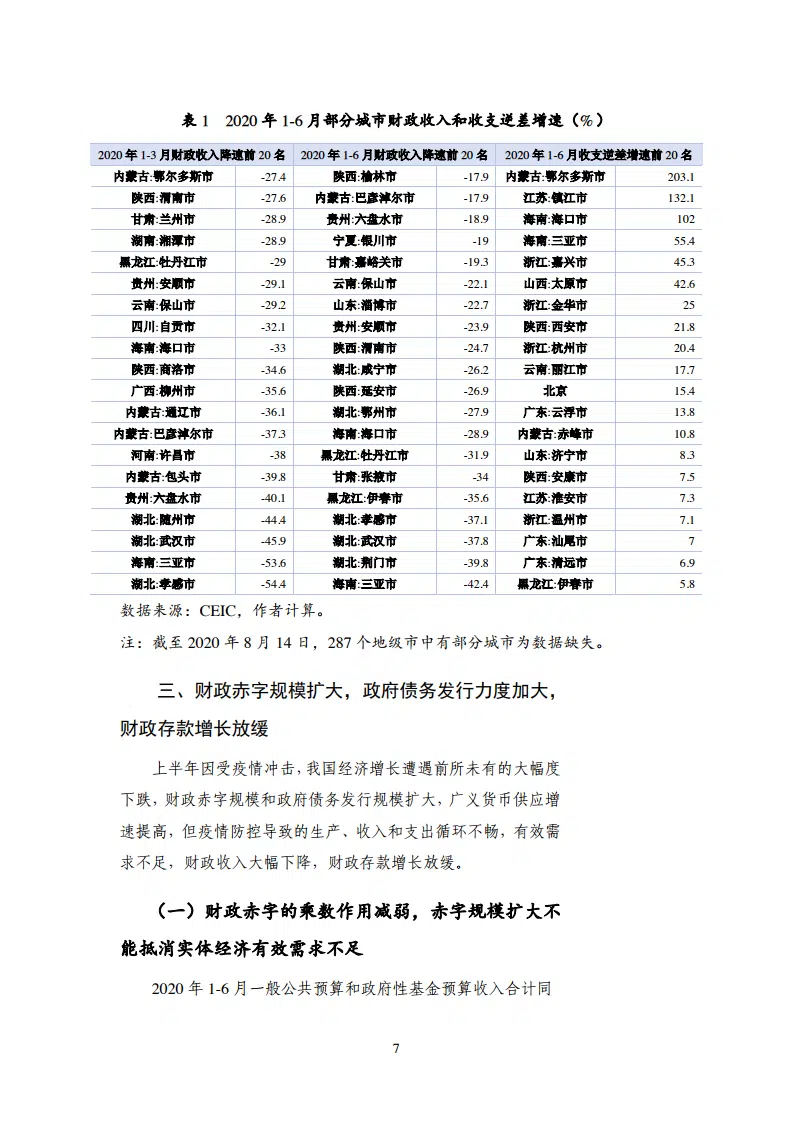 表 1 2020 年 1-6 月部分城市财政收入和收支逆差增速（%）
2020 年 1-3 月财政收入降速前 20 名 2020 年 1-6 月财政收入降速前 20 名 2020 年 1-6 月收支逆差增速前 20 名
内蒙古:鄂尔多斯市 -27.4 陕西:榆林市 -17.9 内蒙古:鄂尔多斯市 203.1
陕西:渭南市 -27.6 内蒙古:巴彦淖尔市 -17.9 江苏:镇江市 132.1
甘肃:兰州市 -28.9 贵州:六盘水市 -18.9 海南:海口市 102
湖南:湘潭市 -28.9 宁夏:银川市 -19 海南:三亚市 55.4
黑龙江:牡丹江市 -29 甘肃:嘉峪关市 -19.3 浙江:嘉兴市 45.3
贵州:安顺市 -29.1 云南:保山市 -22.1 山西:太原市 42.6
云南:保山市 -29.2 山东:淄博市 -22.7 浙江:金华市 25
四川:自贡市 -32.1 贵州:安顺市 -23.9 陕西:西安市 21.8
海南:海口市 -33 陕西:渭南市 -24.7 浙江:杭州市 20.4
陕西:商洛市 -34.6 湖北:咸宁市 -26.2 云南:丽江市 17.7
广西:柳州市 -35.6 陕西:延安市 -26.9 北京 15.4
内蒙古:通辽市 -36.1 湖北:鄂州市 -27.9 广东:云浮市 13.8
内蒙古:巴彦淖尔市 -37.3 海南:海口市 -28.9 内蒙古:赤峰市 10.8
河南:许昌市 -38 黑龙江:牡丹江市 -31.9 山东:济宁市 8.3
内蒙古:包头市 -39.8 甘肃:张掖市 -34 陕西:安康市 7.5
贵州:六盘水市 -40.1 黑龙江:伊春市 -35.6 江苏:淮安市 7.3
湖北:随州市 -44.4 湖北:孝感市 -37.1 浙江:温州市 7.1
湖北:武汉市 -45.9 湖北:武汉市 -37.8 广东:汕尾市 7
海南:三亚市 -53.6 湖北:荆门市 -39.8 广东:清远市 6.9
湖北:孝感市 -54.4 海南:三亚市 -42.4 黑龙江:伊春市 5.8
数据来源：CEIC，作者计算。
注：截至 2020 年 8 月 14 日，287 个地级市中有部分城市为数据缺失。
三、财政赤字规模扩大，政府债务发行力度加大，
财政存款增长放缓
上半年因受疫情冲击，我国经济增长遭遇前所未有的大幅度
下跌，财政赤字规模和政府债务发行规模扩大，广义货币供应增
速提高，但疫情防控导致的生产、收入和支出循环不畅，有效需
求不足，财政收入大幅下降，财政存款增长放缓。
（一）财政赤字的乘数作用减弱，赤字规模扩大不
能抵消实体经济有效需求不足
2020 年 1-6 月一般公共预算和政府性基金预算收入合计同
7